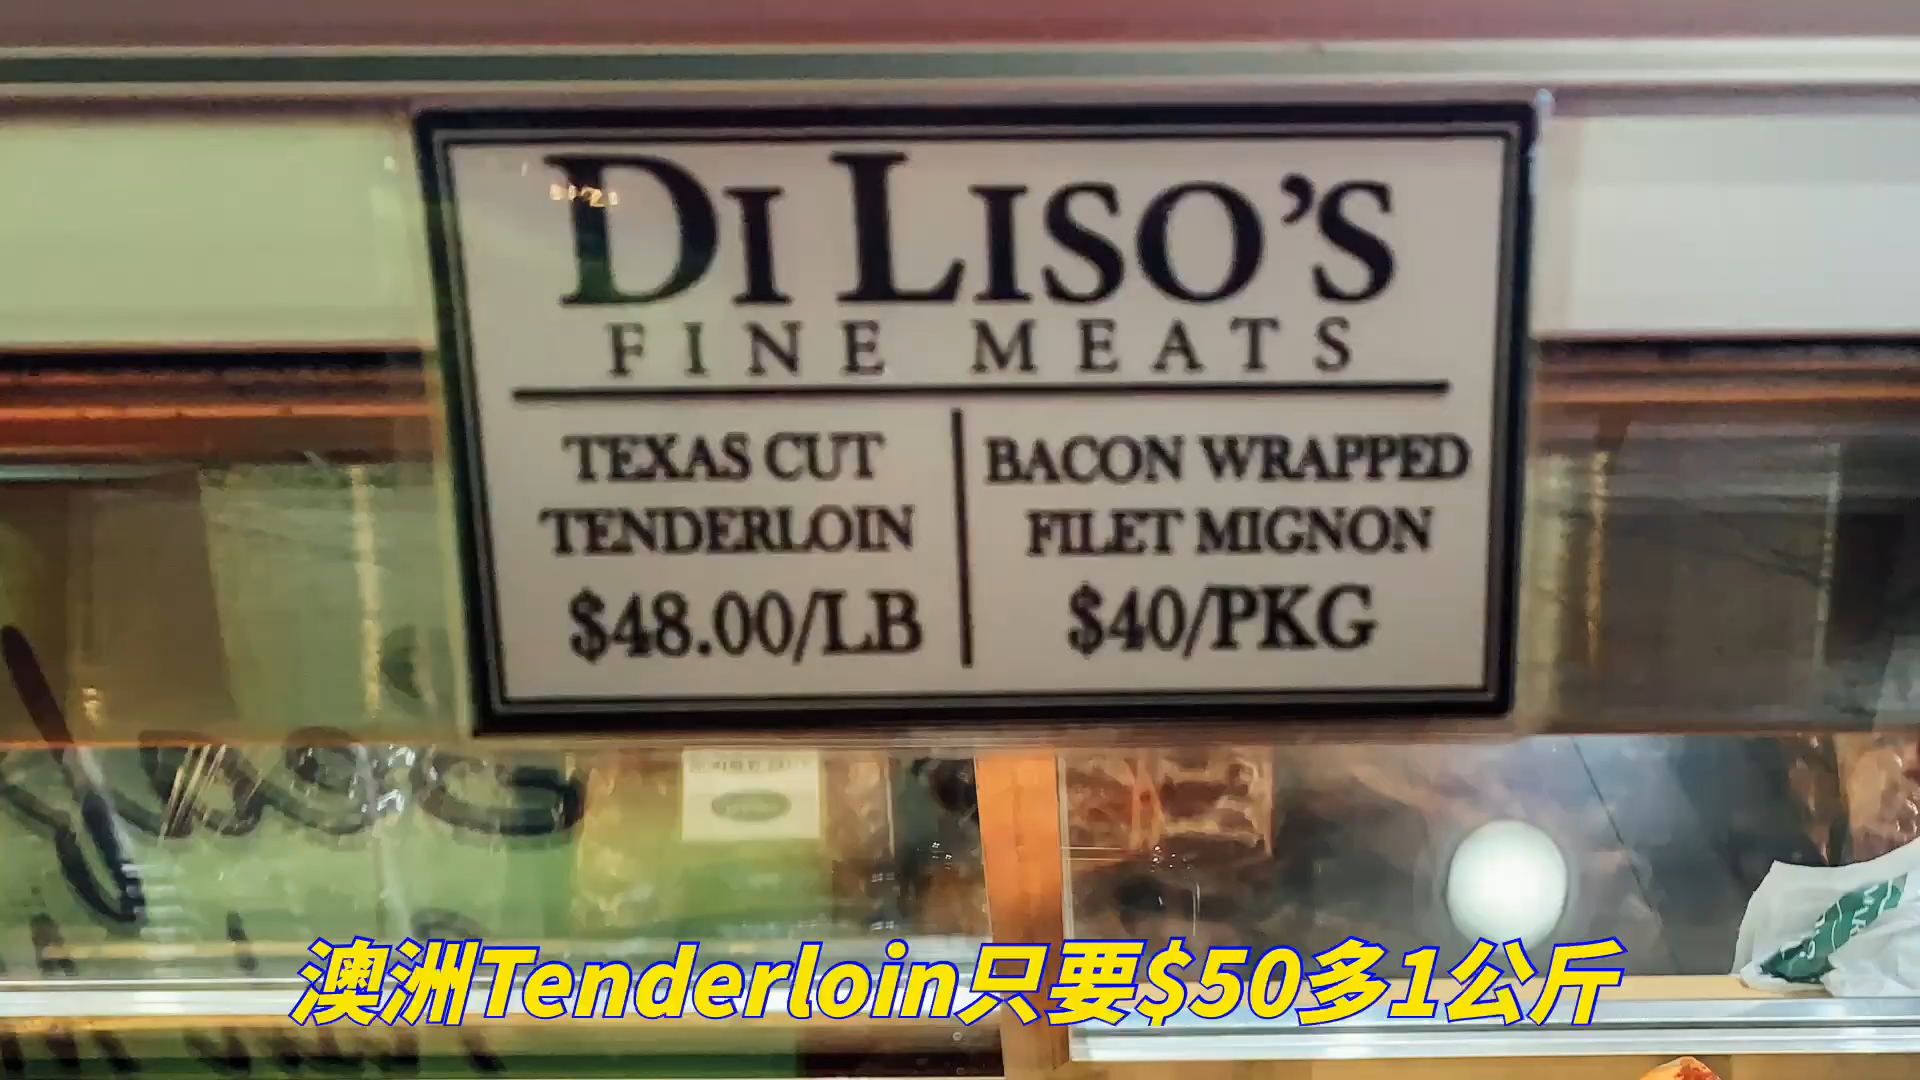 DI LISO'S
FINE MEATS
TEXAS CUT
TENDERLOIN
$48.00/LB
BACON WRAPPED
FILET MIGNON
$40/PKG
澳洲Tenderloin只要$50多1公斤